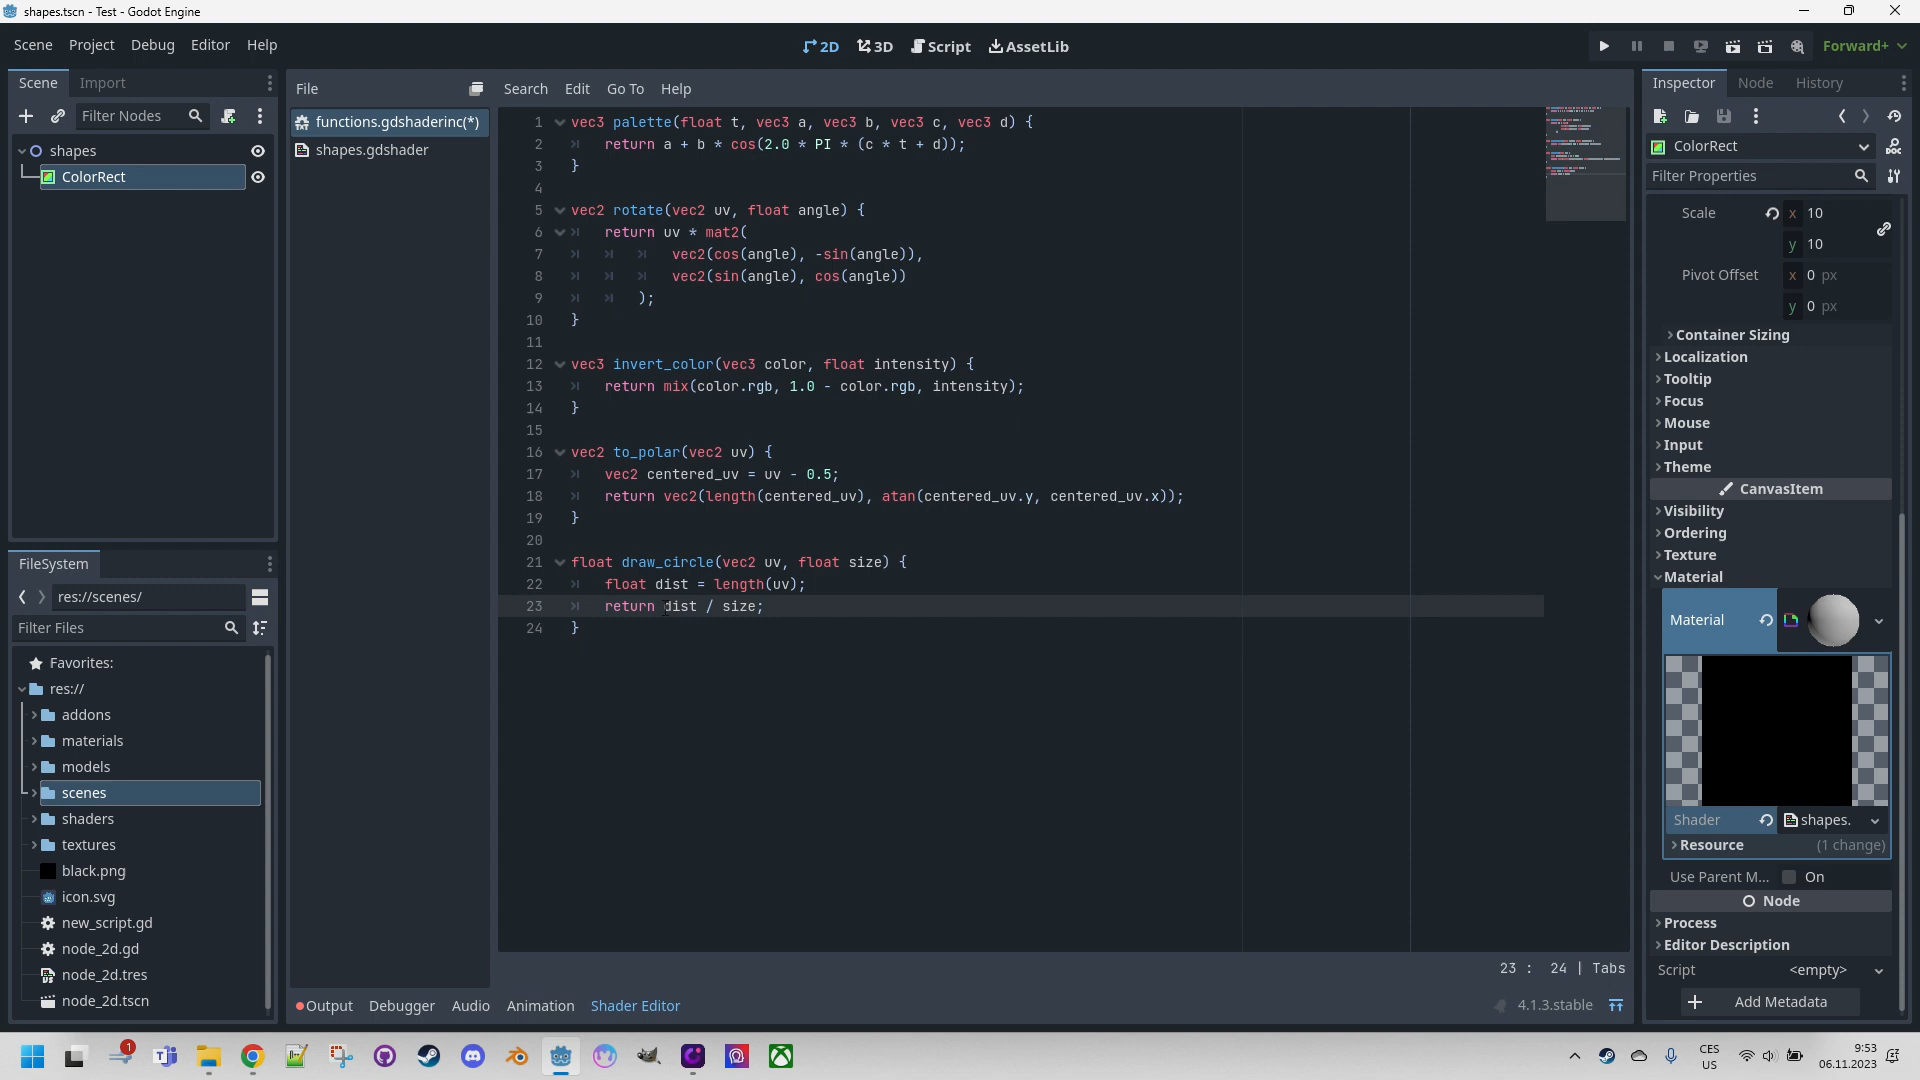 shapes.tscn - Test - Godot Engine
Scene Project Debug Editor Help
2D 3D Script AssetLib
Forward+
Scene Import
Filter Nodes
shapes
ColorRect
FileSystem
res://scenes/
Filter Files
Favorites:
res://
addons
materials
models
scenes
shaders
textures
black.png
icon.svg
new_script.gd
node_2d.gd
node_2d.tres
node_2d.tscn
File
functions.gdshaderinc(*)
shapes.gdshader
Search Edit Go To Help
1 vec3 palette(float t, vec3 a, vec3 b, vec3 c, vec3 d) {
2 return a + b * cos(2.0 * PI * (c * t + d));
3 }
4
5 vec2 rotate(vec2 uv, float angle) {
6 return uv * mat2(
7 vec2(cos(angle), -sin(angle)),
8 vec2(sin(angle), cos(angle))
9 );
10 }
11
12 vec3 invert_color(vec3 color, float intensity) {
13 return mix(color.rgb, 1.0 - color.rgb, intensity);
14 }
15
16 vec2 to_polar(vec2 uv) {
17 vec2 centered_uv = uv - 0.5;
18 return vec2(length(centered_uv), atan(centered_uv.y, centered_uv.x));
19 }
20
21 float draw_circle(vec2 uv, float size) {
22 float dist = length(uv);
23 return dist / size;
24 }
23 : 24 | Tabs
Output Debugger Audio Animation Shader Editor
4.1.3.stable
Inspector Node History
ColorRect
Filter Properties
Scale x 10
y 10
Pivot Offset x 0 px
y 0 px
Container Sizing
Localization
Tooltip
Focus
Mouse
Input
Theme
CanvasItem
Visibility
Ordering
Texture
Material
Material
Shader shapes.
Resource (1 change)
Use Parent M... On
Node
Process
Editor Description
Script <empty>
Add Metadata
1
CES
US
9:53
06.11.2023